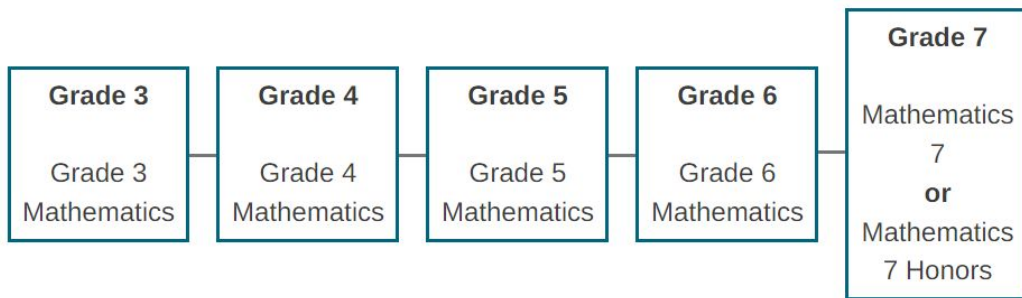 Grade 3
Grade 3
Mathematics
Grade 4
Grade 4
Mathematics
Grade 5
Grade 5
Mathematics
Grade 6
Grade 6
Mathematics
Grade 7
Mathematics
7
or
Mathematics
7 Honors